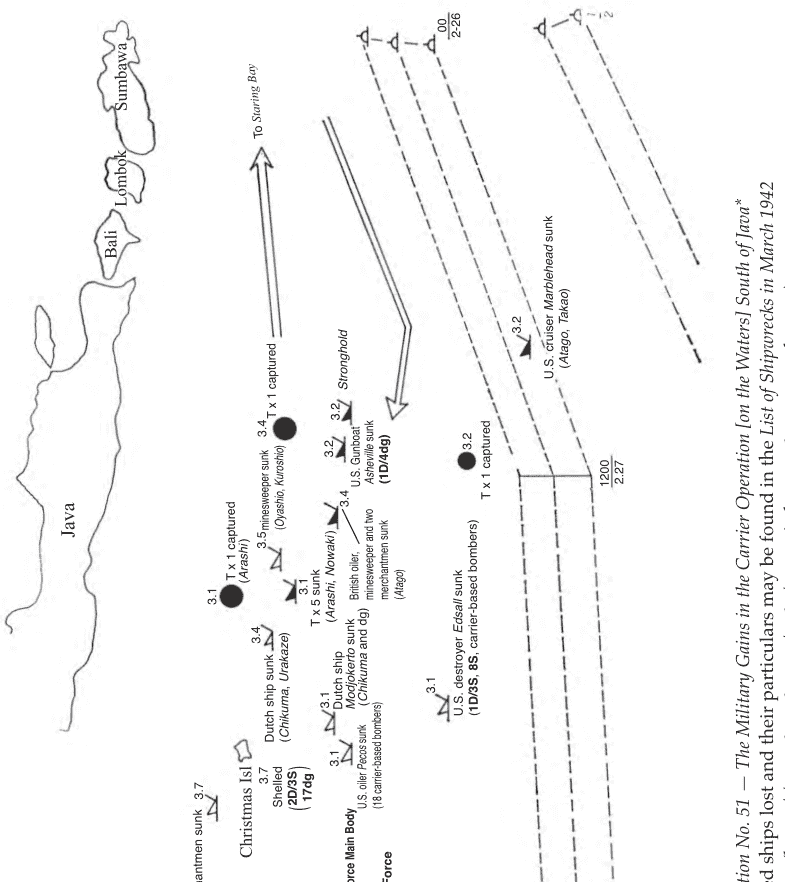 Java
Bali
Lombok
Sumbawa
To Staring Bay
3.1
T x 1 captured
(Arashi)
3.4
T x 1 captured
3.5 minesweeper sunk
(Oyashio, Kuroshio)
3.4
Dutch ship sunk
(Chikuma, Urakaze)
3.1
T x 5 sunk
(Arashi, Nowaki)
3.4
British oiler,
minesweeper and two
merchantmen sunk
(Atago)
3.2
Stronghold
3.2
U.S. Gunboat
Asheville sunk
(1D/4dg)
3.1
Dutch ship
Modjokerto sunk
(Chikuma and dg)
3.1
U.S. oiler Pecos sunk
(18 carrier-based bombers)
hantmen sunk 3.7
Christmas Isl
3.7
Shelled
(2D/3S
17dg)
orce Main Body
Force
3.1
U.S. destroyer Edsall sunk
(1D/3S, 8S, carrier-based bombers)
3.2
T x 1 captured
3.2
U.S. cruiser Marblehead sunk
(Atago, Takao)
00
2-26
1200
2.27
tion No. 51 — The Military Gains in the Carrier Operation [on the Waters] South of Java*
ed ships lost and their particulars may be found in the List of Shipwrecks in March 1942